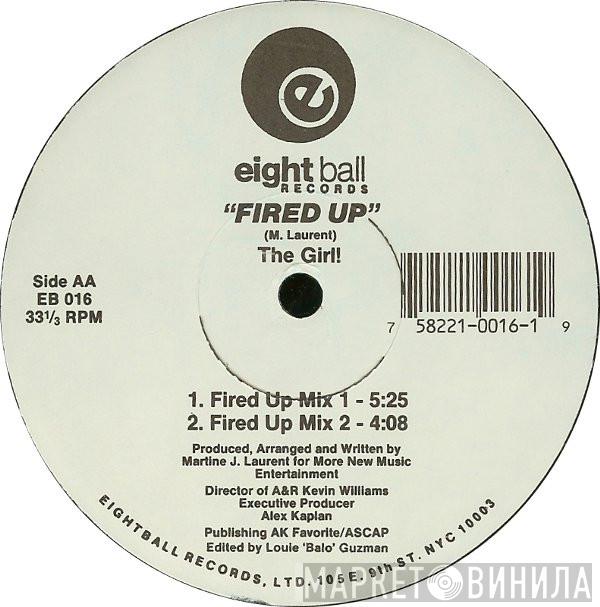 e
eight ball
RECORDS
"FIRED UP"
(M. Laurent)
The Girl!
Side AA
EB 016
33 1/3 RPM
7 58221-0016-1 9
1. Fired Up Mix 1 - 5:25
2. Fired Up Mix 2 - 4:08
Produced, Arranged and Written by
Martine J. Laurent for More New Music
Entertainment
Director of A&R Kevin Williams
Executive Producer
Alex Kaplan
Publishing AK Favorite/ASCAP
Edited by Louie 'Balo' Guzman
EIGHTBALL RECORDS, LTD. 105 E. 9th ST. NYC 10003
МАРКЕТ ВИНИЛА